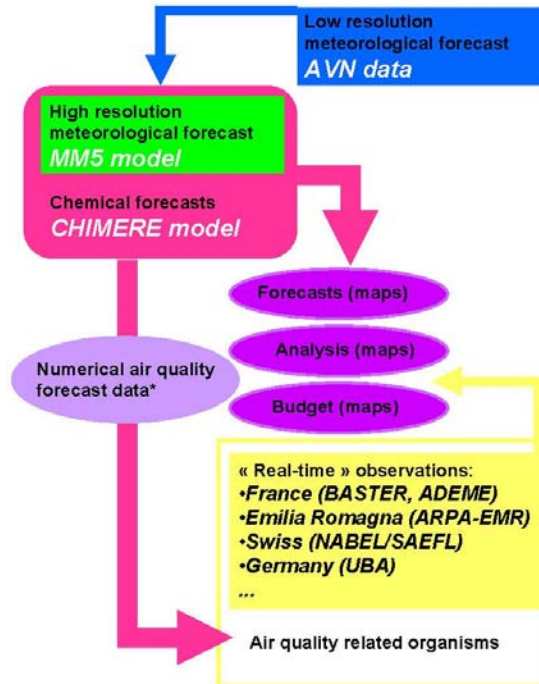 Low resolution
meteorological forecast
AVN data
High resolution
meteorological forecast
MM5 model
Chemical forecasts
CHIMERE model
Forecasts (maps)
Analysis (maps)
Budget (maps)
Numerical air quality
forecast data*
« Real-time » observations:
•France (BASTER, ADEME)
•Emilia Romagna (ARPA-EMR)
•Swiss (NABEL/SAEFL)
•Germany (UBA)
...
Air quality related organisms